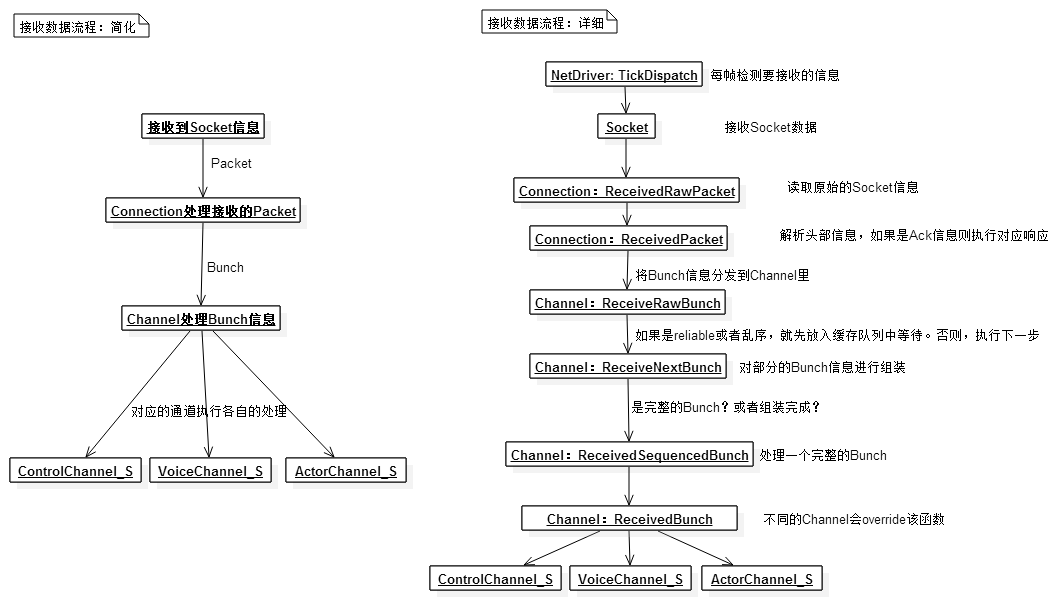 接收数据流程：简化
接收到Socket信息
Packet
Connection处理接收的Packet
Bunch
Channel处理Bunch信息
对应的通道执行各自的处理
ControlChannel_S
VoiceChannel_S
ActorChannel_S
接收数据流程：详细
NetDriver: TickDispatch
每帧检测要接收的信息
Socket
接收Socket数据
Connection：ReceivedRawPacket
读取原始的Socket信息
Connection：ReceivedPacket
解析头部信息，如果是Ack信息则执行对应响应
将Bunch信息分发到Channel里
Channel：ReceiveRawBunch
如果是reliable或者乱序，就先放入缓存队列中等待。否则，执行下一步
Channel：ReceiveNextBunch
对部分的Bunch信息进行组装
是完整的Bunch？或者组装完成？
Channel：ReceivedSequencedBunch
处理一个完整的Bunch
Channel：ReceivedBunch
不同的Channel会override该函数
ControlChannel_S
VoiceChannel_S
ActorChannel_S